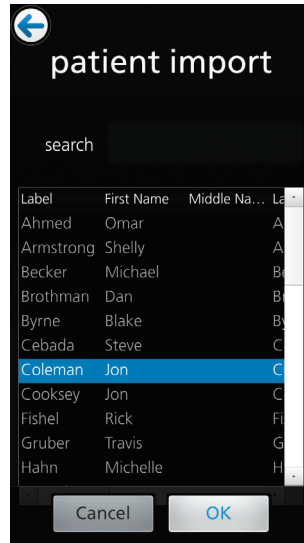 patient import
search
Label First Name Middle Na... La
Ahmed Omar A
Armstrong Shelly A
Becker Michael Be
Brothman Dan Br
Byrne Blake By
Cebada Steve C
Coleman Jon C
Cooksey Jon C
Fishel Rick Fi
Gruber Travis G
Hahn Michelle H
Cancel OK